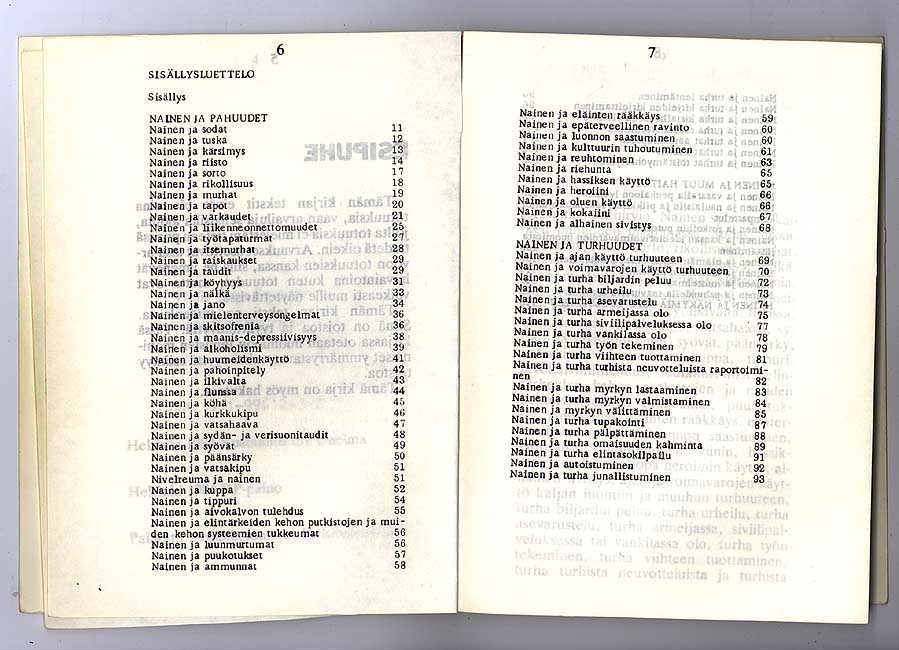 6
SISÄLLYSLUETTELO
Sisällys
NAINEN JA PAHUUDET
Nainen ja sodat 11
Nainen ja tuska 12
Nainen ja kärsimys 13
Nainen ja riisto 14
Nainen ja sorto 17
Nainen ja rikollisuus 18
Nainen ja murhat 19
Nainen ja tapot 20
Nainen ja varkaudet 21
Nainen ja liikenneonnettomuudet 25
Nainen ja työtapaturmat 27
Nainen ja itsemurhat 28
Nainen ja raiskaukset 29
Nainen ja taudit 29
Nainen ja köyhyys 31
Nainen ja nälkä 33
Nainen ja jano 34
Nainen ja mielenterveysongelmat 36
Nainen ja skitsofrenia 36
Nainen ja maanis-depressiivisyys 38
Nainen ja alkoholismi 39
Nainen ja huumeidenkäyttö 41
Nainen ja pahoinpitely 42
Nainen ja ilkivalta 43
Nainen ja flunssa 44
Nainen ja köhä 45
Nainen ja kurkkukipu 46
Nainen ja vatsahaava 47
Nainen ja sydän- ja verisuonitaudit 48
Nainen ja syövät 49
Nainen ja päänsärky 50
Nainen ja vatsakipu 51
Nivelreuma ja nainen 51
Nainen ja kuppa 52
Nainen ja tippuri 54
Nainen ja aivokalvon tulehdus 55
Nainen ja elintärkeiden kehon putkistojen ja mui-
den kehon systeemien tukkeumat 56
Nainen ja luunmurtumat 56
Nainen ja puukotukset 57
Nainen ja ammunnat 58
7
Nainen ja eläinten rääkkäys 59
Nainen ja epäterveellinen ravinto 60
Nainen ja luonnon saastuminen 60
Nainen ja kulttuurin tuhoutuminen 61
Nainen ja reuhtominen 63
Nainen ja riehunta 65
Nainen ja hassiksen käyttö 65
Nainen ja heroiini 66
Nainen ja oluen käyttö 66
Nainen ja kokaiini 67
Nainen ja alhainen sivistys 68
NAINEN JA TURHUUDET
Nainen ja ajan käyttö turhuuteen 69
Nainen ja voimavarojen käyttö turhuuteen 70
Nainen ja turha biljardin peluu 72
Nainen ja turha urheilu 73
Nainen ja turha asevarustelu 74
Nainen ja turha armeijassa olo 75
Nainen ja turha siviilipalveluksessa olo 77
Nainen ja turha vankilassa olo 78
Nainen ja turha työn tekeminen 79
Nainen ja turha viihteen tuottaminen 81
Nainen ja turha turhista neuvotteluista raportoimi-
nen 82
Nainen ja turha myrkyn lastaaminen 83
Nainen ja turha myrkyn valmistaminen 84
Nainen ja myrkyn välittäminen 85
Nainen ja turha tupakointi 87
Nainen ja turha pälpättäminen 88
Nainen ja turha omaisuuden kahminta 89
Nainen ja turha elintasokilpailu 91
Nainen ja autoistuminen 92
Nainen ja turha junallistuminen 93